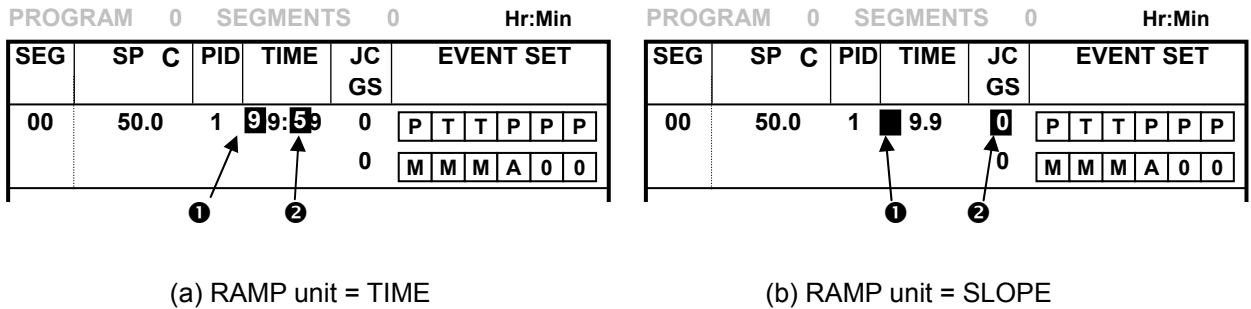 PROGRAM 0 SEGMENTS 0 Hr:Min
SEG SP C PID TIME JC EVENT SET
GS
00 50.0 1 99:59 0 P T T P P P
0 M M M A 0 0
❶ ❷
(a) RAMP unit = TIME
PROGRAM 0 SEGMENTS 0 Hr:Min
SEG SP C PID TIME JC EVENT SET
GS
00 50.0 1 9.9 0 P T T P P P
0 M M M A 0 0
❶ ❷
(b) RAMP unit = SLOPE